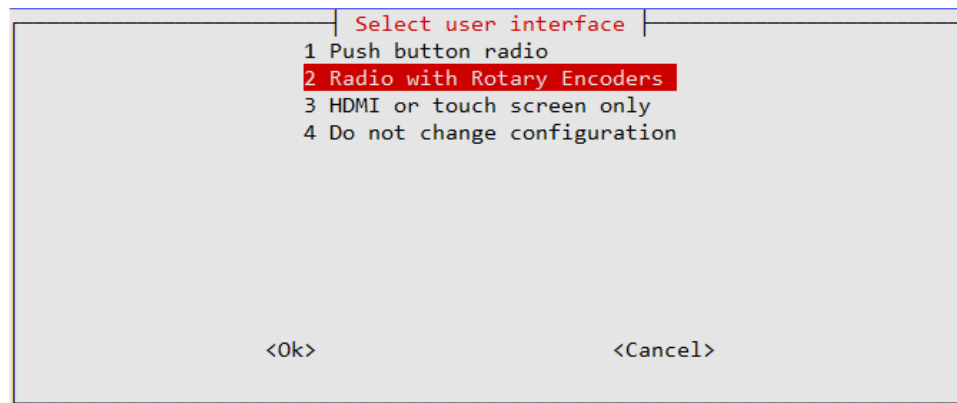 Select user interface
1 Push button radio
2 Radio with Rotary Encoders
3 HDMI or touch screen only
4 Do not change configuration
<Ok> <Cancel>